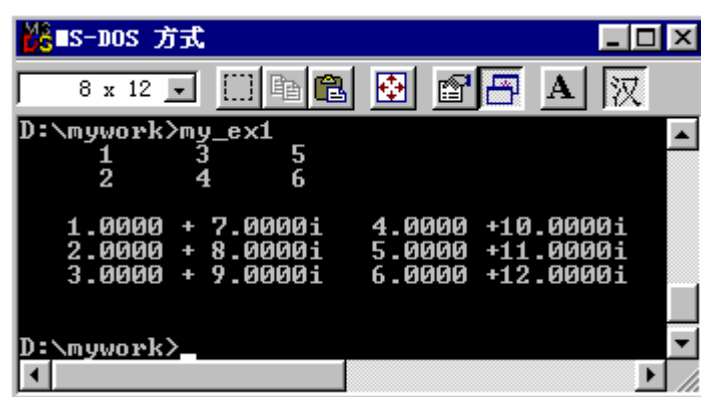 MS-DOS 方式
8 x 12 A 汉
D:\mywork>my_ex1
1 3 5
2 4 6
1.0000 + 7.0000i 4.0000 +10.0000i
2.0000 + 8.0000i 5.0000 +11.0000i
3.0000 + 9.0000i 6.0000 +12.0000i
D:\mywork>_